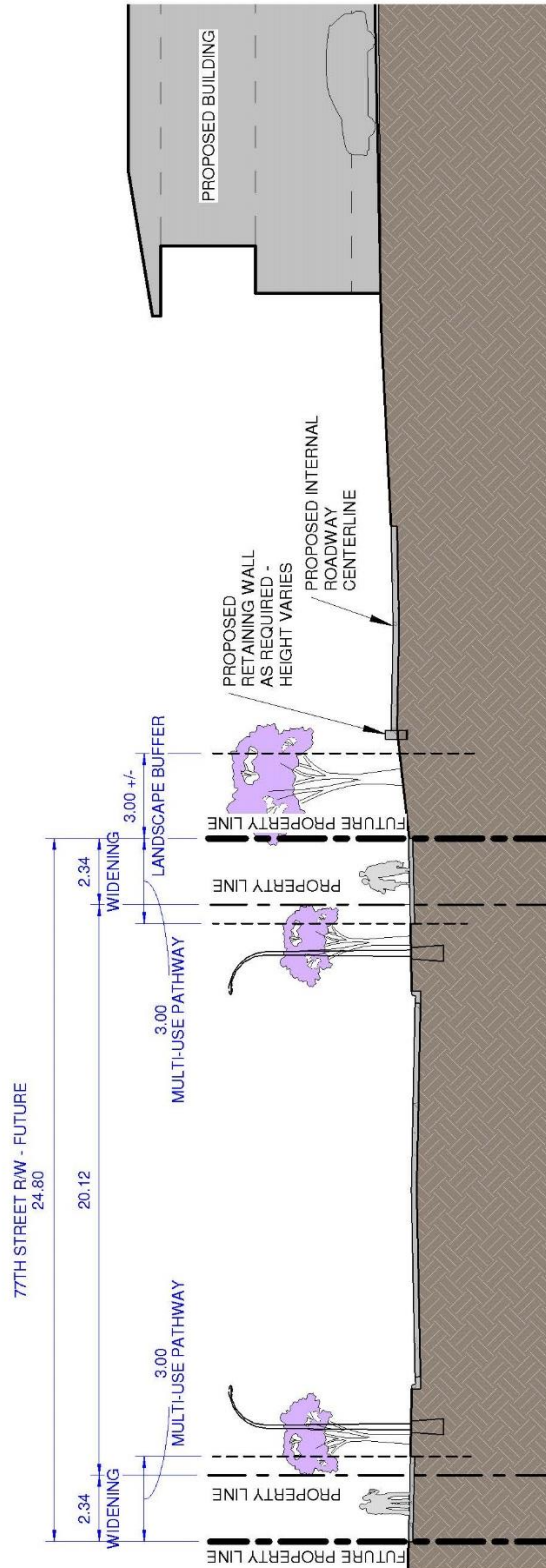 77TH STREET R/W - FUTURE
24.80
2.34
WIDENING
20.12
2.34
WIDENING
3.00
MULTI-USE PATHWAY
3.00
MULTI-USE PATHWAY
3.00 +/-
LANDSCAPE BUFFER
FUTURE PROPERTY LINE
PROPERTY LINE
PROPERTY LINE
FUTURE PROPERTY LINE
PROPOSED
RETAINING WALL
AS REQUIRED -
HEIGHT VARIES
PROPOSED INTERNAL
ROADWAY
CENTERLINE
PROPOSED BUILDING